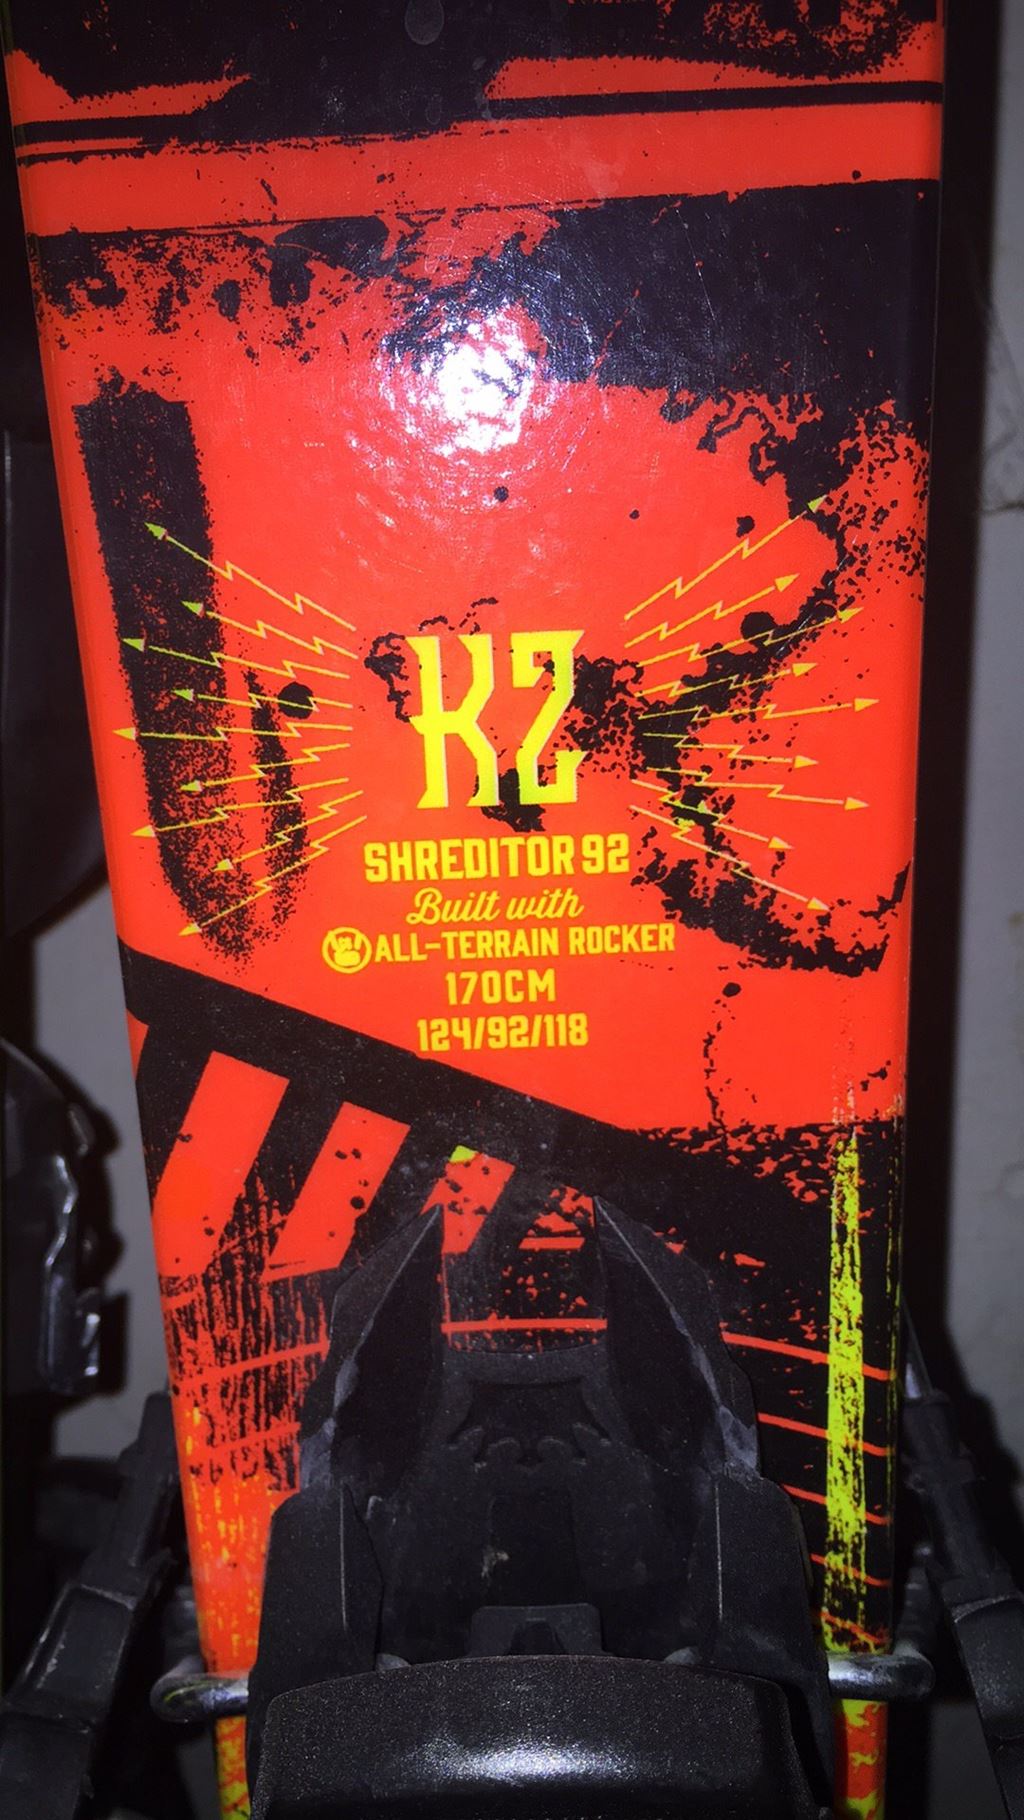 K2
SHREDITOR 92
Built with
ALL-TERRAIN ROCKER
170CM
124/92/118